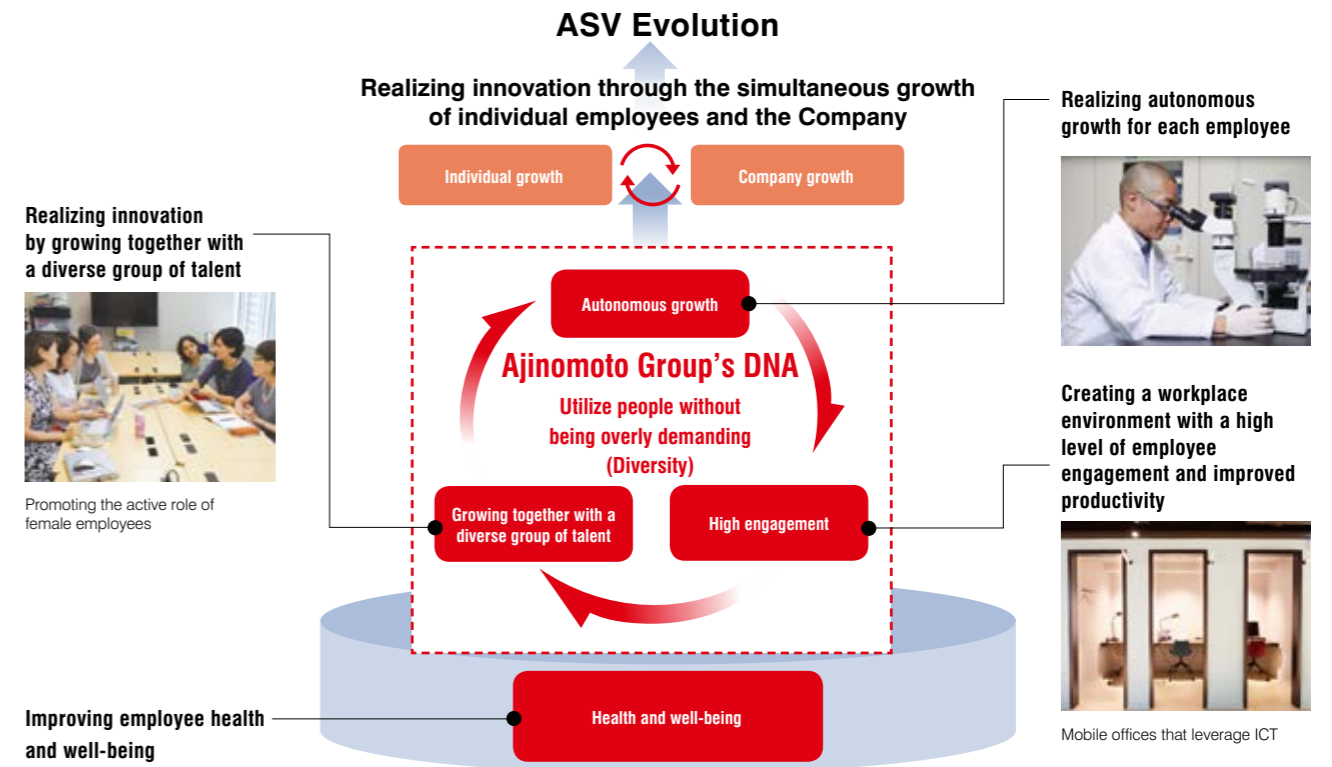 ASV Evolution
Realizing innovation through the simultaneous growth
of individual employees and the Company
Individual growth
Company growth
Realizing autonomous
growth for each employee
Realizing innovation
by growing together with
a diverse group of talent
Promoting the active role of
female employees
Autonomous growth
Ajinomoto Group's DNA
Utilize people without
being overly demanding
(Diversity)
Growing together with a
diverse group of talent
High engagement
Creating a workplace
environment with a high
level of employee
engagement and improved
productivity
Mobile offices that leverage ICT
Improving employee health
and well-being
Health and well-being